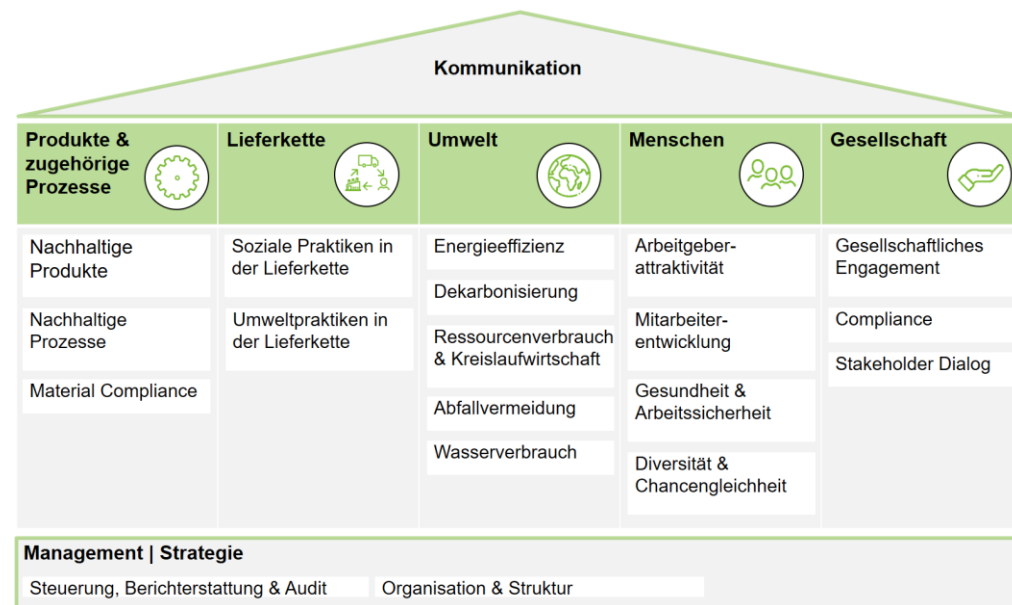 Kommunikation
Produkte &
zugehörige
Prozesse
Lieferkette
Umwelt
Menschen
Gesellschaft
Nachhaltige
Produkte
Nachhaltige
Prozesse
Material Compliance
Soziale Praktiken in
der Lieferkette
Umweltpraktiken in
der Lieferkette
Energieeffizienz
Dekarbonisierung
Ressourcenverbrauch
& Kreislaufwirtschaft
Abfallvermeidung
Wasserverbrauch
Arbeitgeber-
attraktivität
Mitarbeiter-
entwicklung
Gesundheit &
Arbeitssicherheit
Diversität &
Chancengleichheit
Gesellschaftliches
Engagement
Compliance
Stakeholder Dialog
Management | Strategie
Steuerung, Berichterstattung & Audit
Organisation & Struktur